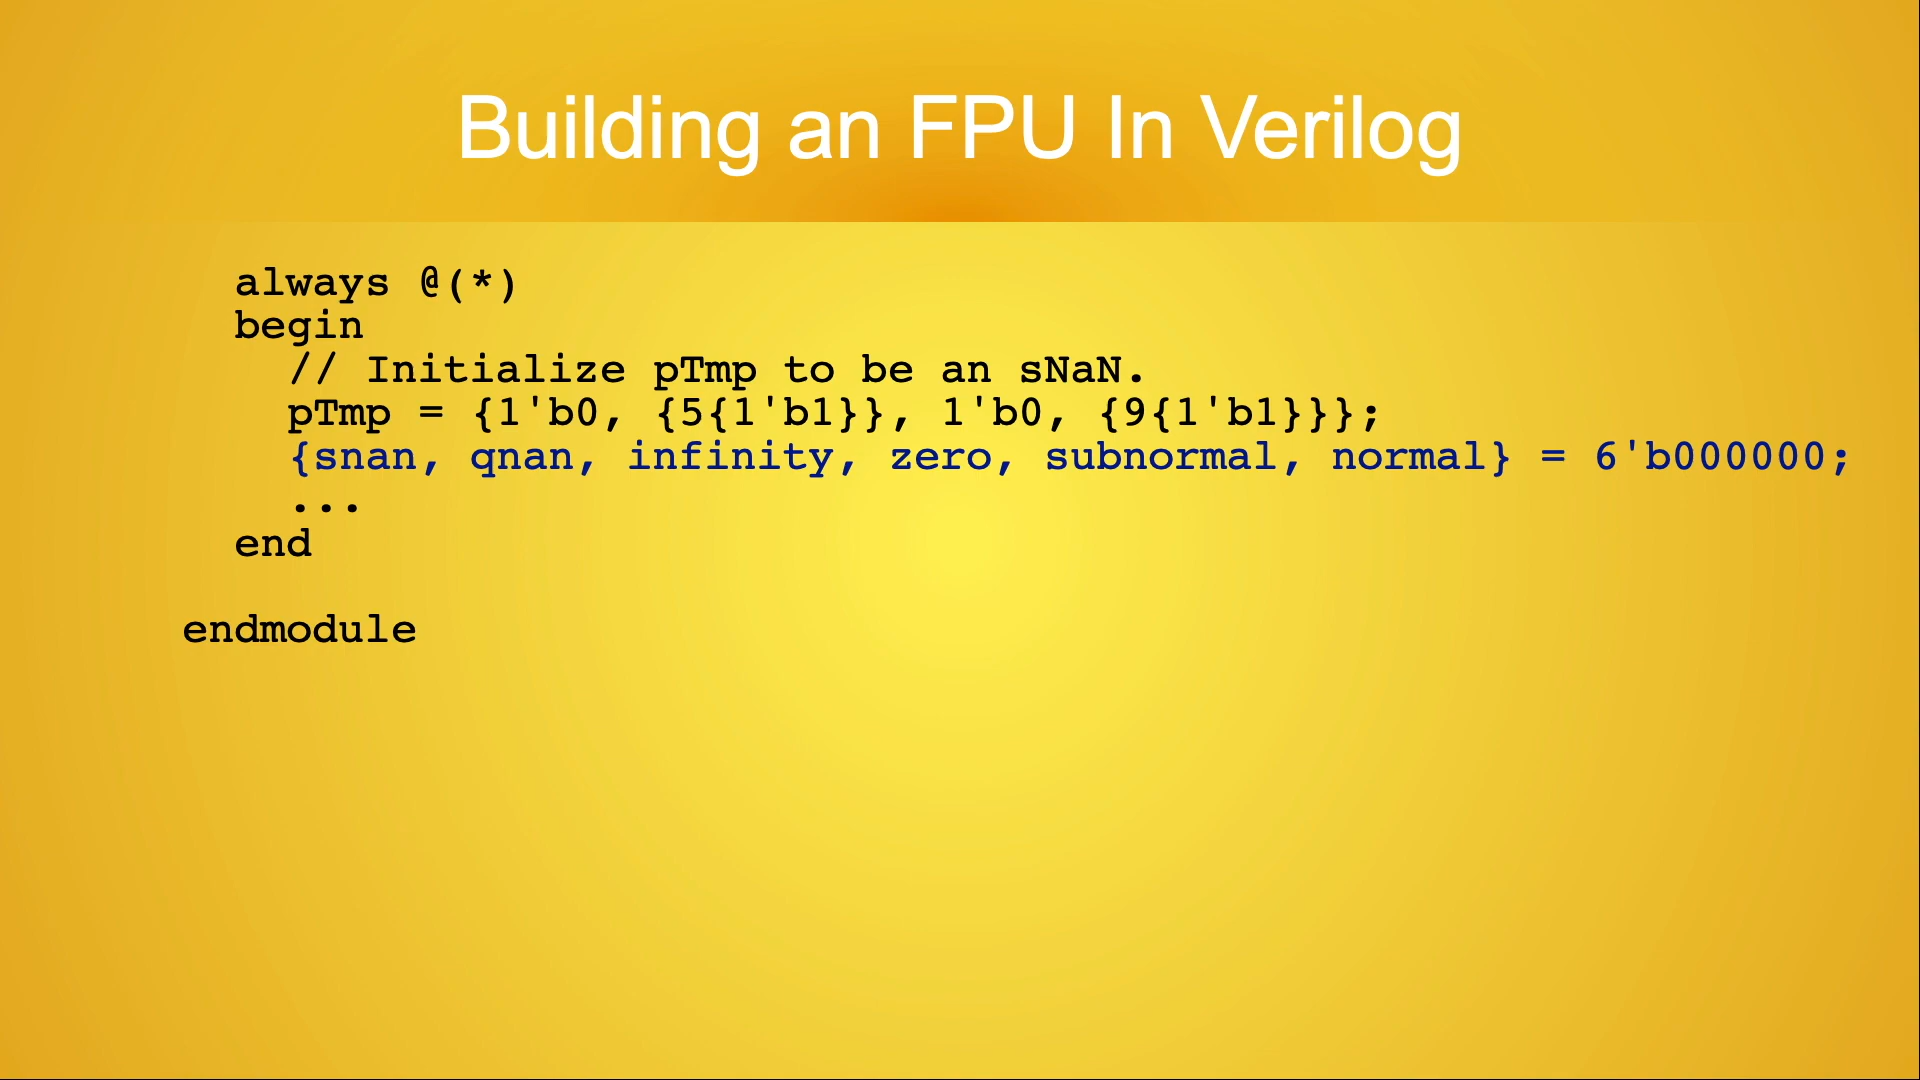 Building an FPU In Verilog
always @(*)
begin
// Initialize pTmp to be an sNaN.
pTmp = {1'b0, {5{1'b1}}, 1'b0, {9{1'b1}}};
{snan, qnan, infinity, zero, subnormal, normal} = 6'b000000;
...
end
endmodule